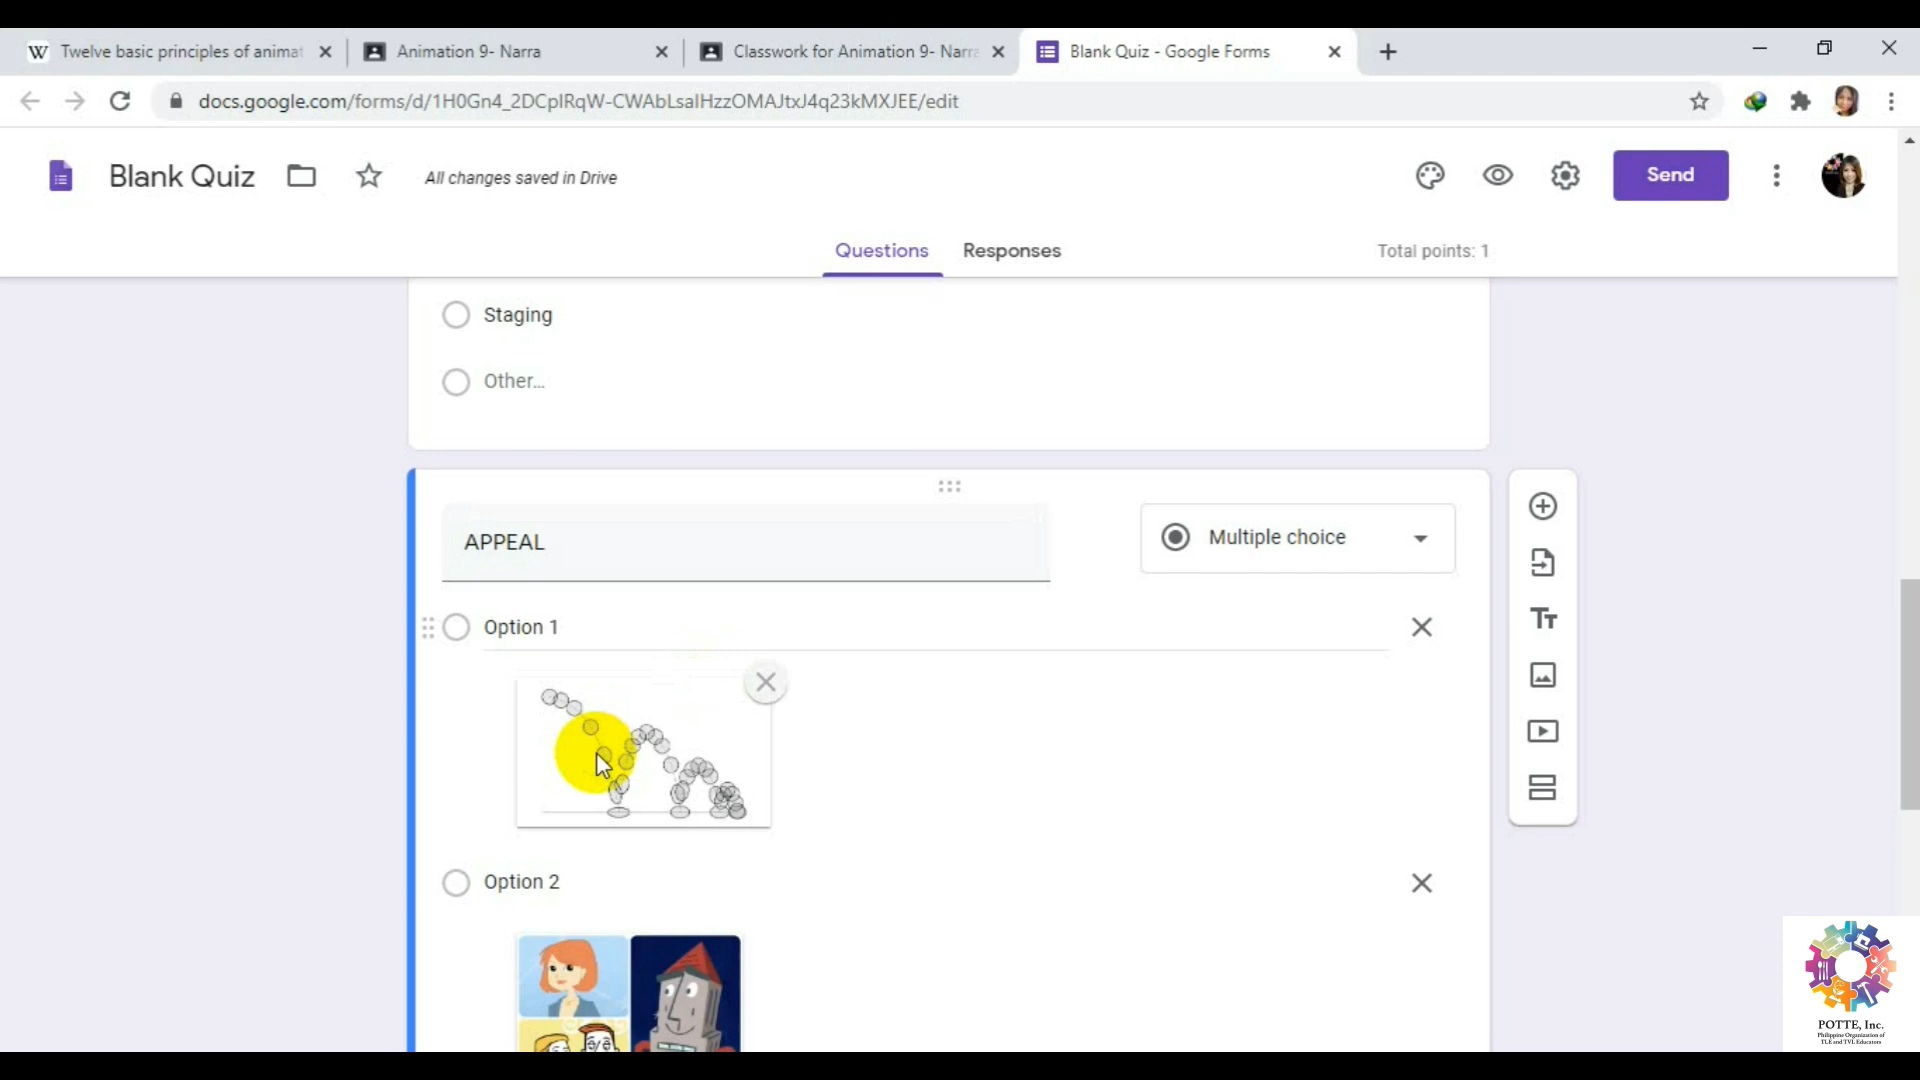 W Twelve basic principles of animat
Animation 9- Narra
Classwork for Animation 9- Narra
Blank Quiz - Google Forms
docs.google.com/forms/d/1H0Gn4_2DCpIRqW-CWAbLsaIHzzOMAJtxJ4q23kMXJEE/edit
Blank Quiz
All changes saved in Drive
Send
Questions
Responses
Total points: 1
Staging
Other...
APPEAL
Multiple choice
Option 1
Tт
Option 2
POTTE, Inc.
Philippine Organization of
TLE and TVL Educators